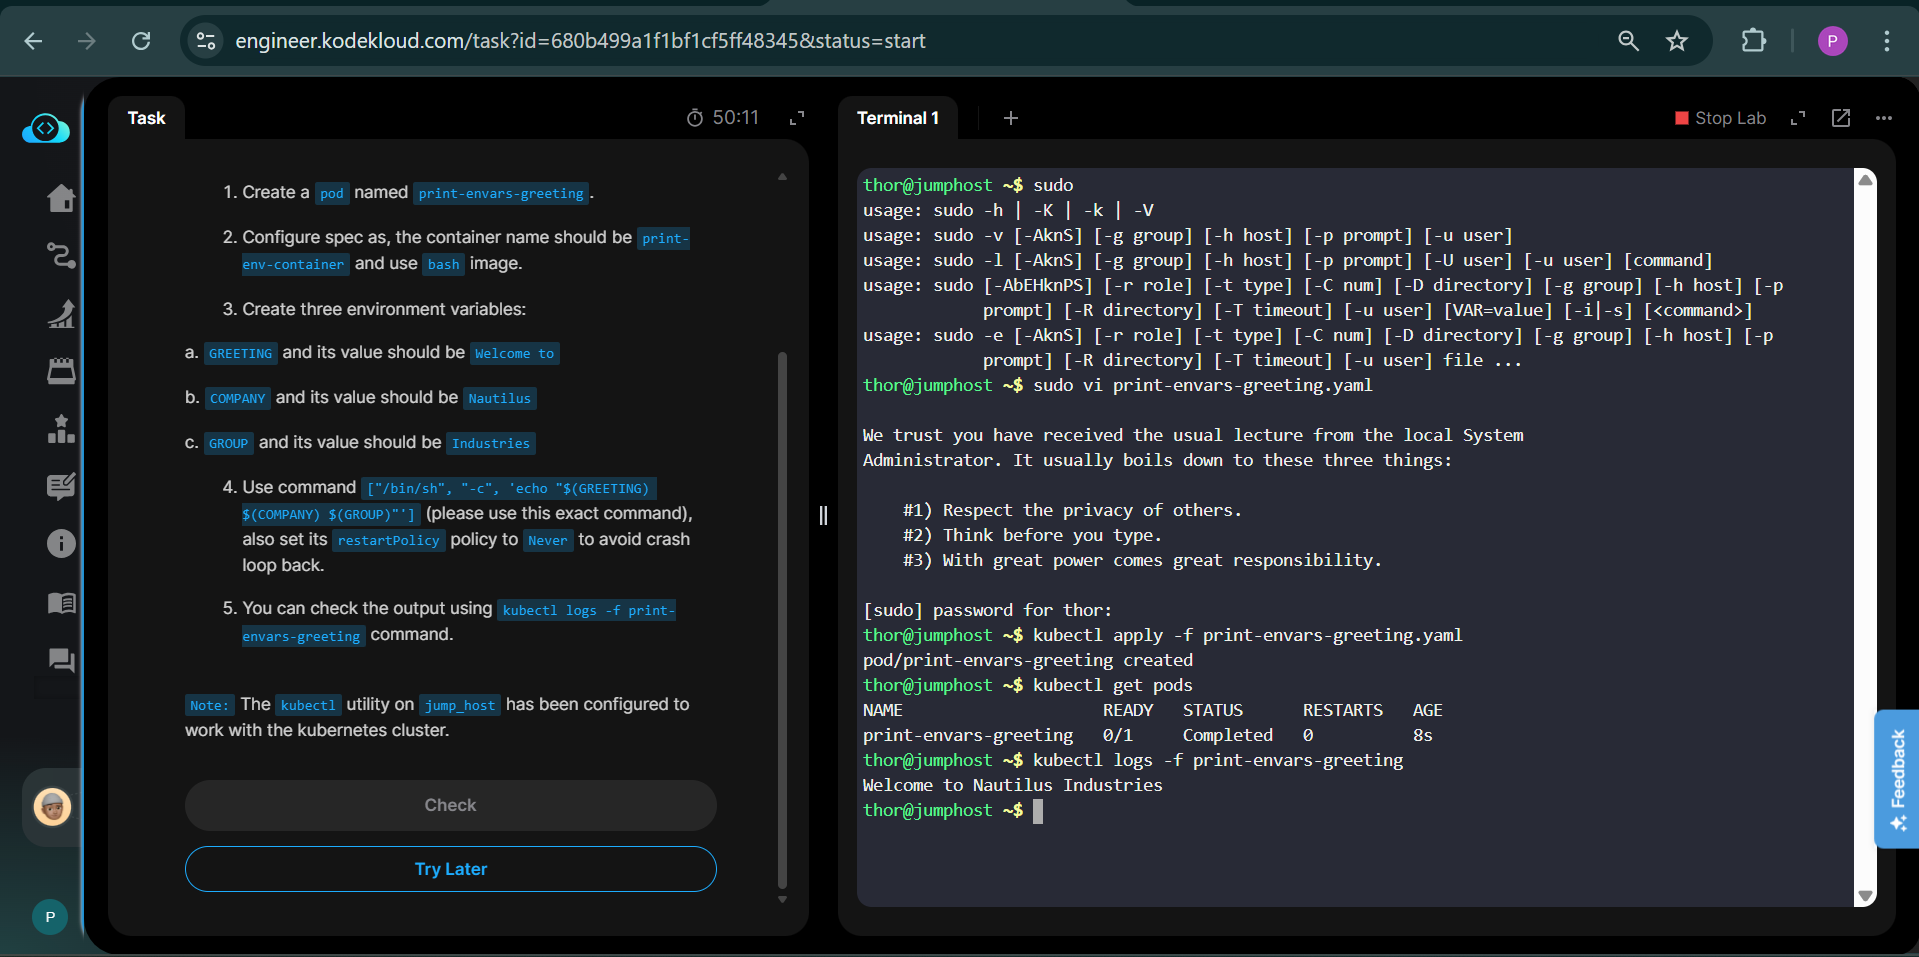 engineer.kodekloud.com/task?id=680b499a1f1bf1cf5ff48345&status=start
P
Task
50:11
1. Create a pod named print-envars-greeting.
2. Configure spec as, the container name should be print-
env-container and use bash image.
3. Create three environment variables:
a. GREETING and its value should be Welcome to
b. COMPANY and its value should be Nautilus
c. GROUP and its value should be Industries
4. Use command ["/bin/sh", "-c", 'echo "$(GREETING)
$(COMPANY) $(GROUP)"'] (please use this exact command),
also set its restartPolicy policy to Never to avoid crash
loop back.
5. You can check the output using kubectl logs -f print-
envars-greeting command.
Note: The kubectl utility on jump_host has been configured to
work with the kubernetes cluster.
Check
Try Later
P
Terminal 1
+
Stop Lab
thor@jumphost ~$ sudo
usage: sudo -h | -K | -k | -V
usage: sudo -v [-AknS] [-g group] [-h host] [-p prompt] [-u user]
usage: sudo -l [-AknS] [-g group] [-h host] [-p prompt] [-U user] [-u user] [command]
usage: sudo [-AbEHknPS] [-r role] [-t type] [-C num] [-D directory] [-g group] [-h host] [-p
prompt] [-R directory] [-T timeout] [-u user] [VAR=value] [-i|-s] [<command>]
usage: sudo -e [-AknS] [-r role] [-t type] [-C num] [-D directory] [-g group] [-h host] [-p
prompt] [-R directory] [-T timeout] [-u user] file ...
thor@jumphost ~$ sudo vi print-envars-greeting.yaml
We trust you have received the usual lecture from the local System
Administrator. It usually boils down to these three things:
#1) Respect the privacy of others.
#2) Think before you type.
#3) With great power comes great responsibility.
[sudo] password for thor:
thor@jumphost ~$ kubectl apply -f print-envars-greeting.yaml
pod/print-envars-greeting created
thor@jumphost ~$ kubectl get pods
NAME READY STATUS RESTARTS AGE
print-envars-greeting 0/1 Completed 0 8s
thor@jumphost ~$ kubectl logs -f print-envars-greeting
Welcome to Nautilus Industries
thor@jumphost ~$
Feedback